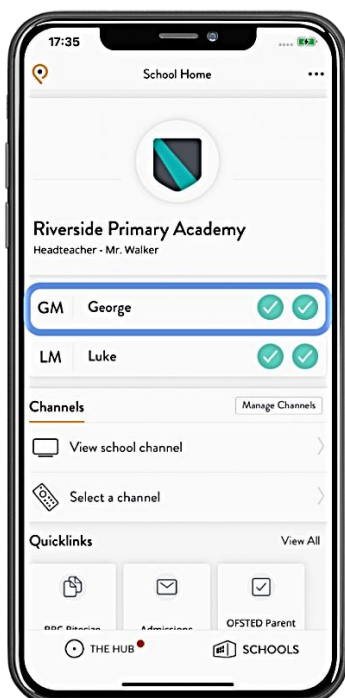 17:35
School Home
Riverside Primary Academy
Headteacher - Mr. Walker
GM George
LM Luke
Channels Manage Channels
View school channel
Select a channel
Quicklinks View All
Admissions OFSTED Parent
THE HUB SCHOOLS